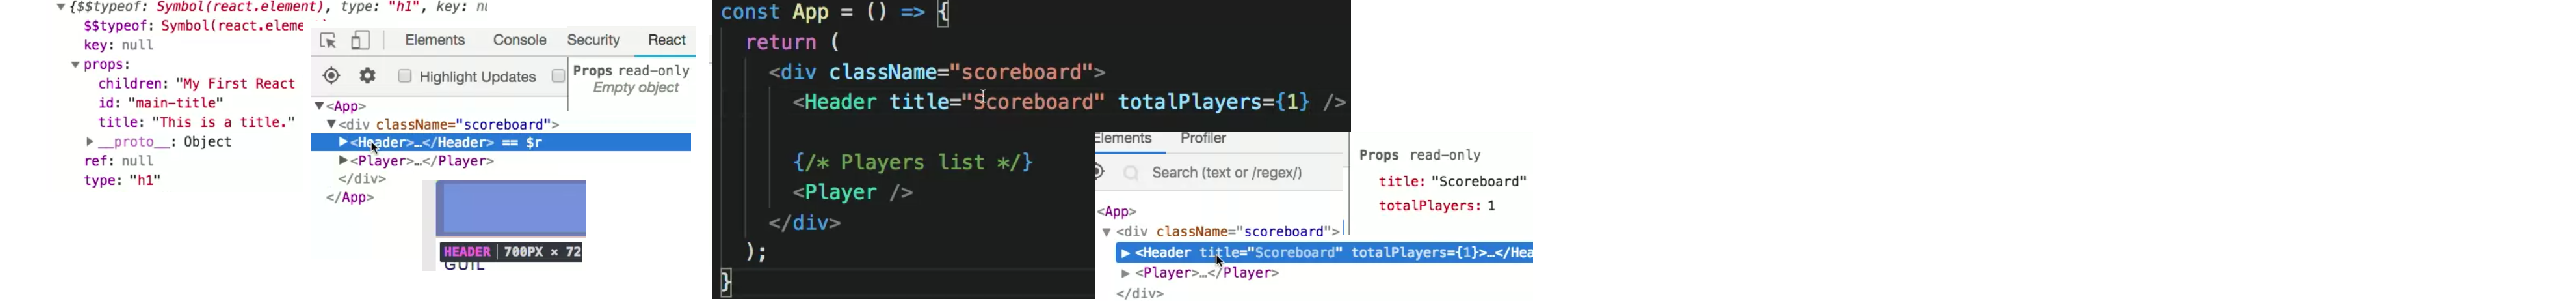 ▼{$$typeof: Symbol(react.element), type: "h1", key:
$$typeof: Symbol(react.eleme
key: null
▼ props:
children: "My First React
id: "main-title"
title: "This is a title."
▶ __proto__: Object
ref: null
type: "h1"
Elements Console Security React
Highlight Updates
Props read-only
Empty object
▼<App>
▼<div className="scoreboard">
▶<Header>…</Header> == $r
▶<Player>…</Player>
</div>
</App>
HEADER | 700PX × 72
GUIL
const App = () => {
return (
<div className="scoreboard">
<Header title="Scoreboard" totalPlayers={1} />
{/* Players list */}
<Player />
</div>
);
}
Elements Profiler
Search (text or /regex/)
Props read-only
title: "Scoreboard"
totalPlayers: 1
<App>
▼ <div className="scoreboard">
▶ <Header title="Scoreboard" totalPlayers={1}>…</Hea
▶ <Player>…</Player>
</div>